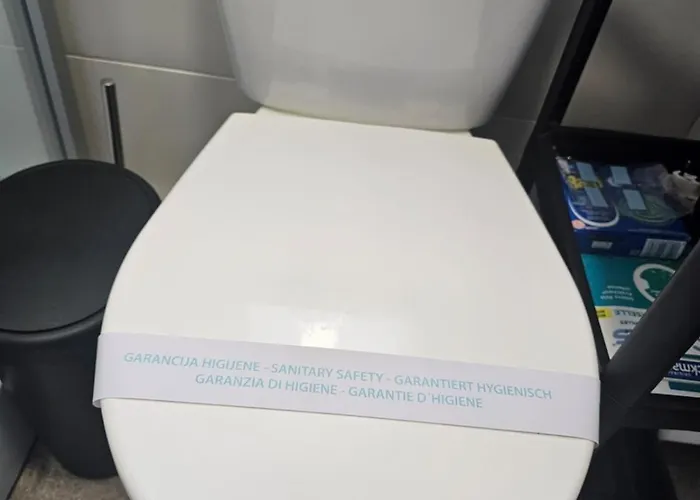 GARANCIJA HIGIJENE - SANITARY SAFETY - GARANTIERT HYGIENISCH
GARANZIA DI HIGIENE - GARANTIE D´HIGIENE